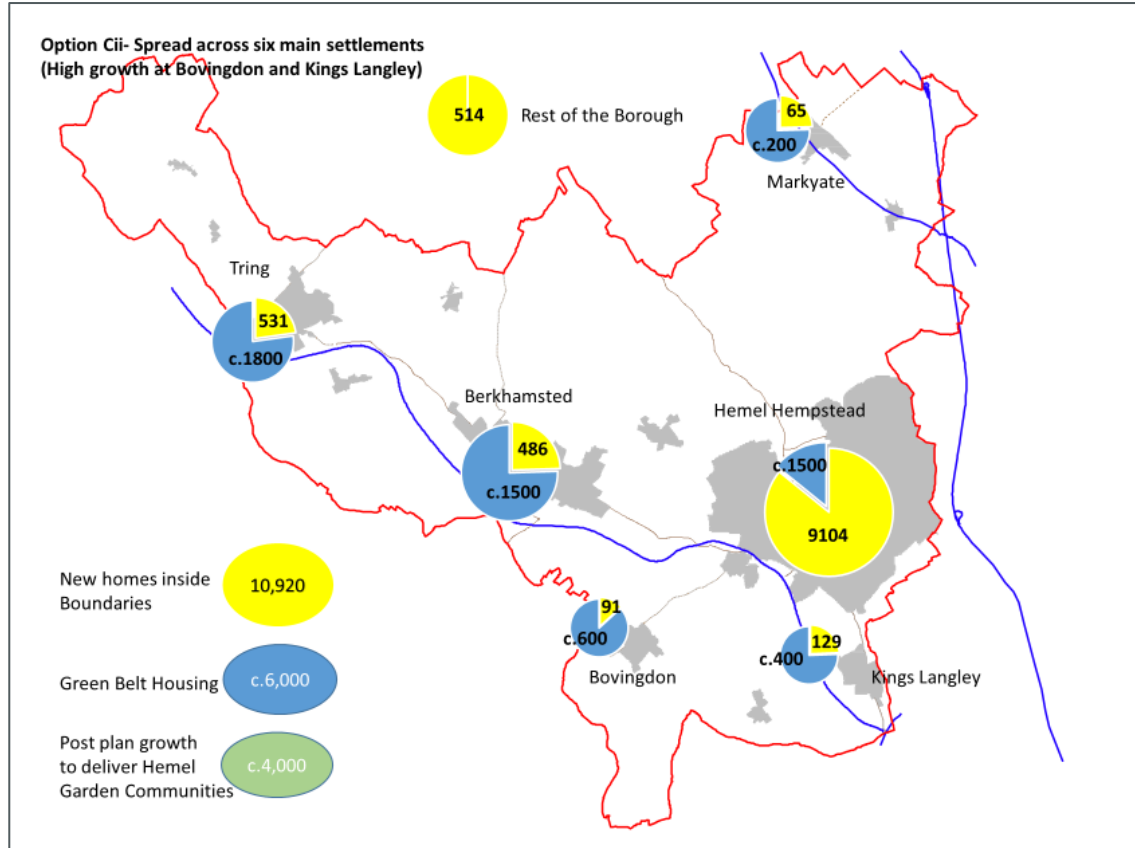 Option Cii- Spread across six main settlements
(High growth at Bovingdon and Kings Langley)
514
Rest of the Borough
65
c.200
Markyate
Tring
531
c.1800
Berkhamsted
486
c.1500
Hemel Hempstead
c.1500
9104
New homes inside
Boundaries
10,920
91
c.600
Bovingdon
129
c.400
Kings Langley
Green Belt Housing
c.6,000
Post plan growth
to deliver Hemel
Garden Communities
c.4,000